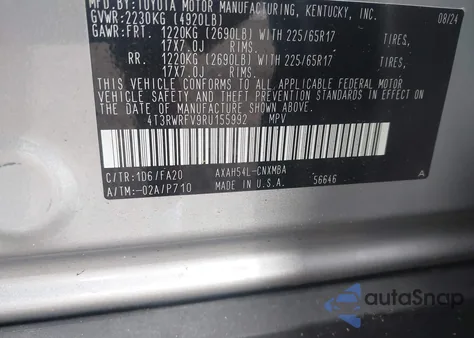 MFD.BY:TOYOTA MOTOR MANUFACTURING, KENTUCKY, INC.
GVWR: 2230KG (4920LB) 08/24
GAWR:FRT. 1220KG (2690LB) WITH 225/65R17 TIRES,
17X7.0J RIMS.
RR. 1220KG (2690LB) WITH 225/65R17 TIRES,
17X7.0J RIMS.
THIS VEHICLE CONFORMS TO ALL APPLICABLE FEDERAL MOTOR
VEHICLE SAFETY AND THEFT PREVENTION STANDARDS IN EFFECT
ON THE DATE OF MANUFACTURE SHOWN ABOVE.
4T3RWRFV9RU155992 MPV
C/TR:1D6/FA20 AXAH54L-CNXMBA
A/TM:-02A/P710 MADE IN U.S.A. 56646 A
autoSnap